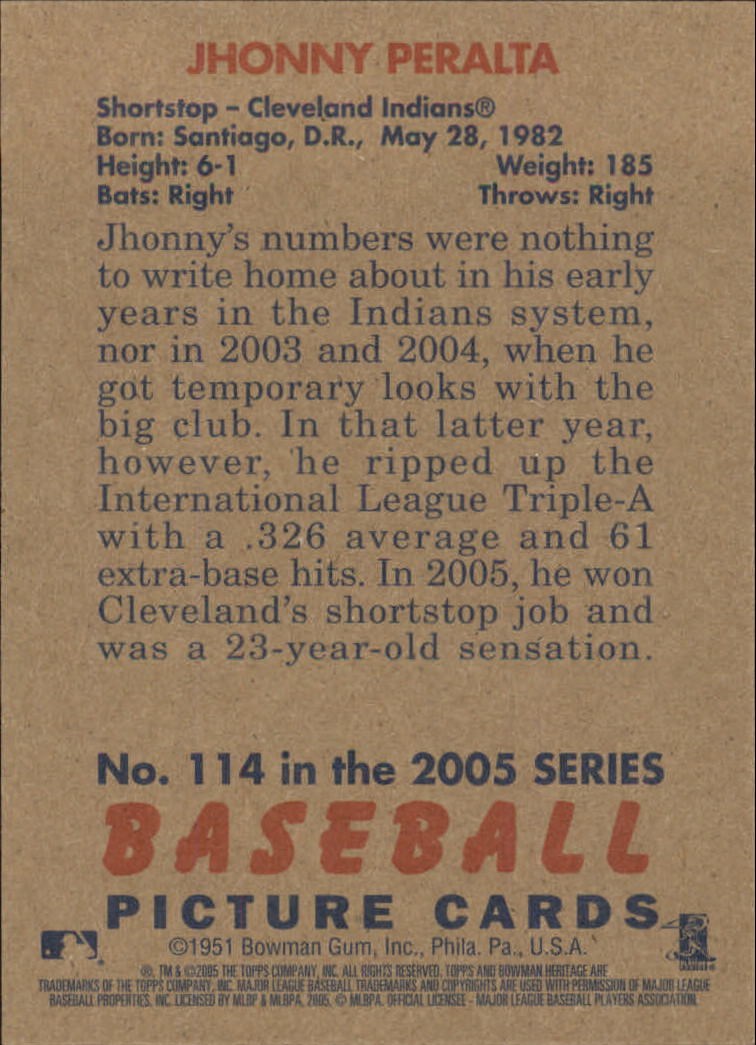 JHONNY PERALTA
Shortstop – Cleveland Indians®
Born: Santiago, D.R., May 28, 1982
Height: 6-1 Weight: 185
Bats: Right Throws: Right
Jhonny's numbers were nothing
to write home about in his early
years in the Indians system,
nor in 2003 and 2004, when he
got temporary looks with the
big club. In that latter year,
however, he ripped up the
International League Triple-A
with a .326 average and 61
extra-base hits. In 2005, he won
Cleveland's shortstop job and
was a 23-year-old sensation.
No. 114 in the 2005 SERIES
BASEBALL
PICTURE CARDS
©1951 Bowman Gum, Inc., Phila. Pa., U.S.A.
®, TM & ©2005 THE TOPPS COMPANY, INC. ALL RIGHTS RESERVED. TOPPS AND BOWMAN HERITAGE ARE
TRADEMARKS OF THE TOPPS COMPANY, INC. MAJOR LEAGUE BASEBALL TRADEMARKS AND COPYRIGHTS ARE USED WITH PERMISSION OF MAJOR LEAGUE
BASEBALL PROPERTIES, INC. LICENSED BY MLBP & MLBPA, 2005. © MLBPA. OFFICIAL LICENSEE - MAJOR LEAGUE BASEBALL PLAYERS ASSOCIATION.